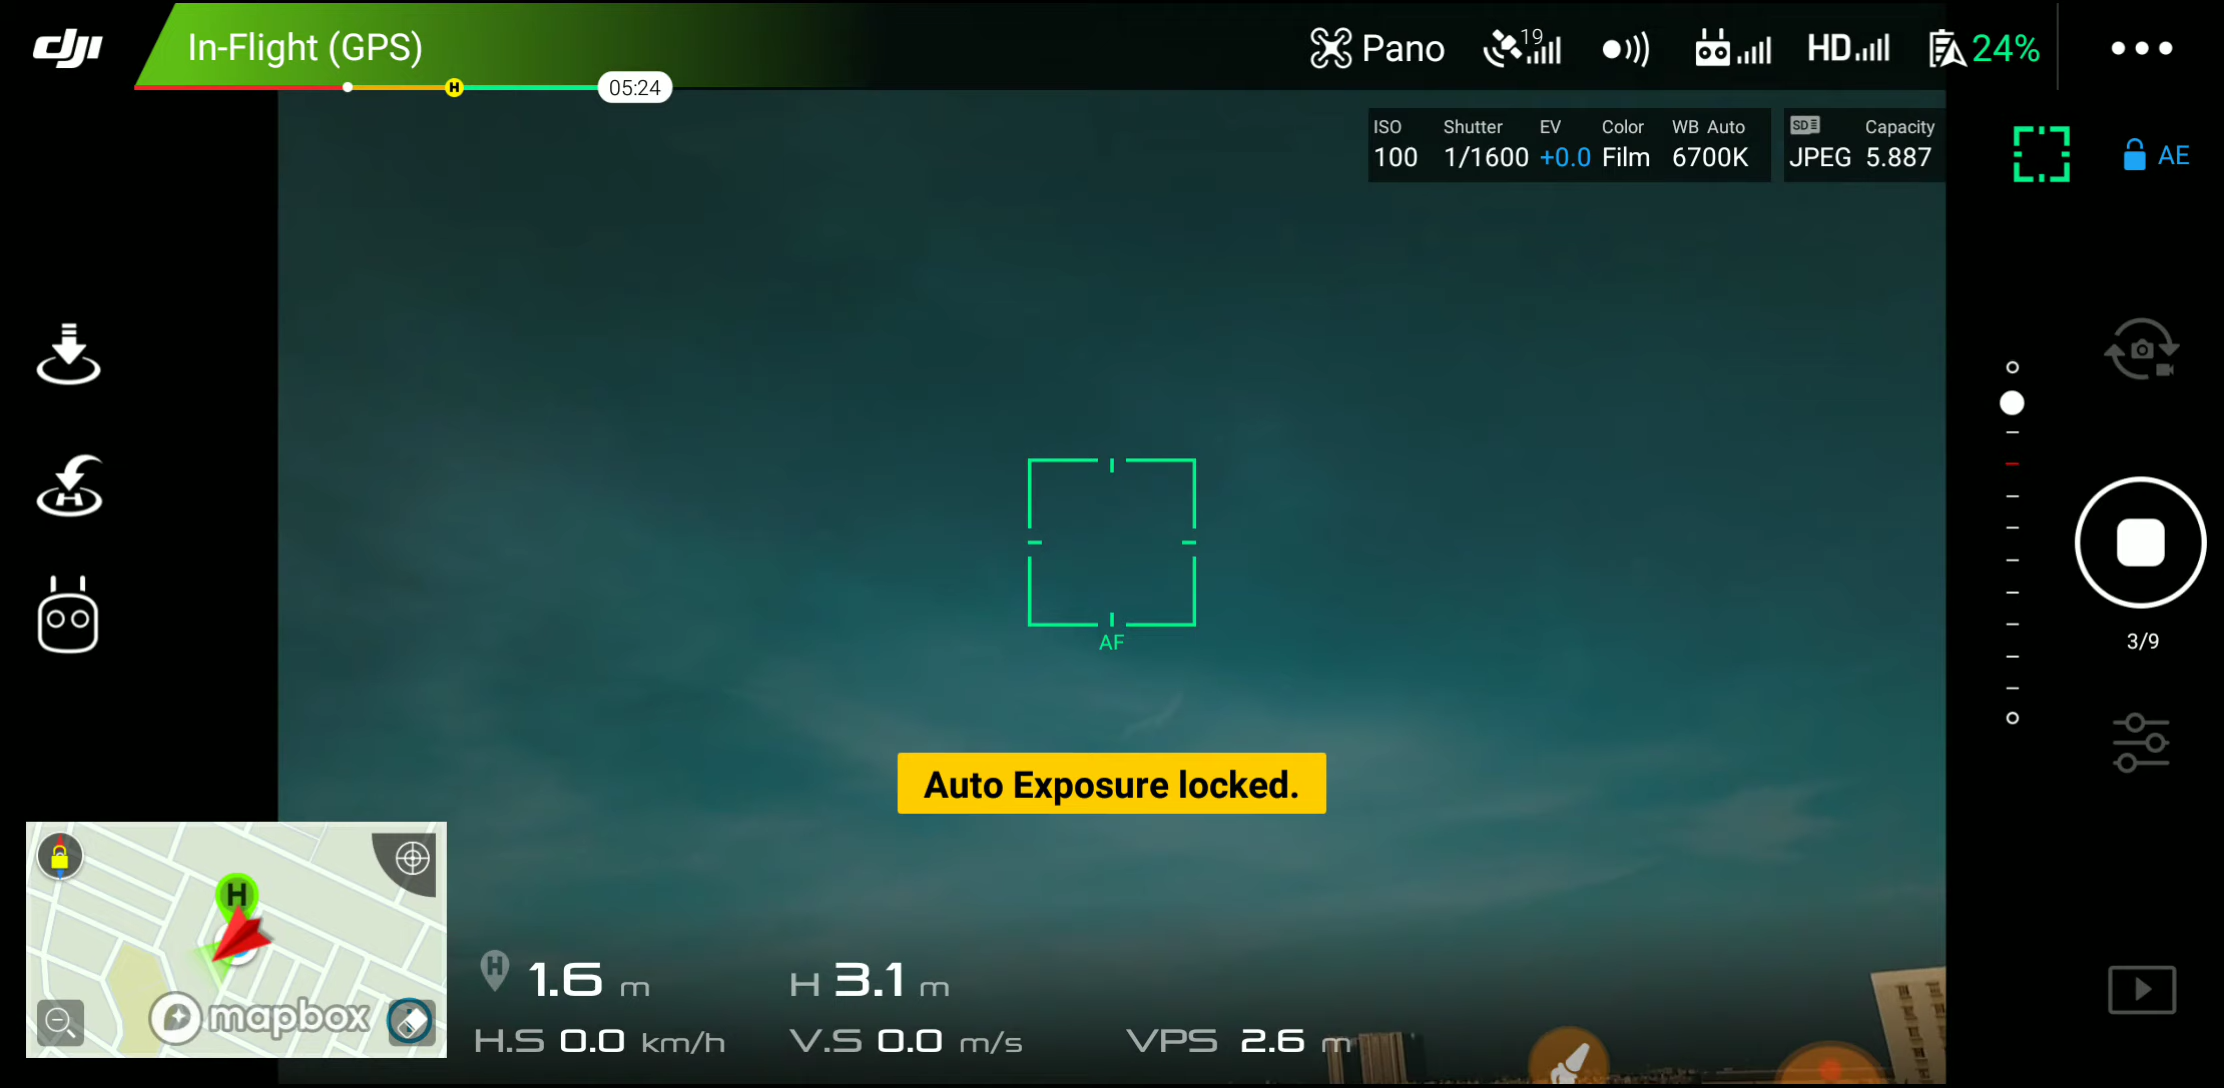 dji In-Flight (GPS) Pano 19 HD 24%
H 05:24
ISO Shutter EV Color WB Auto SD Capacity
100 1/1600 +0.0 Film 6700K JPEG 5.887 AE
H
AF
3/9
Auto Exposure locked.
H
mapbox
H 1.6 m H 3.1 m
H.S 0.0 km/h V.S 0.0 m/s VPS 2.6 m